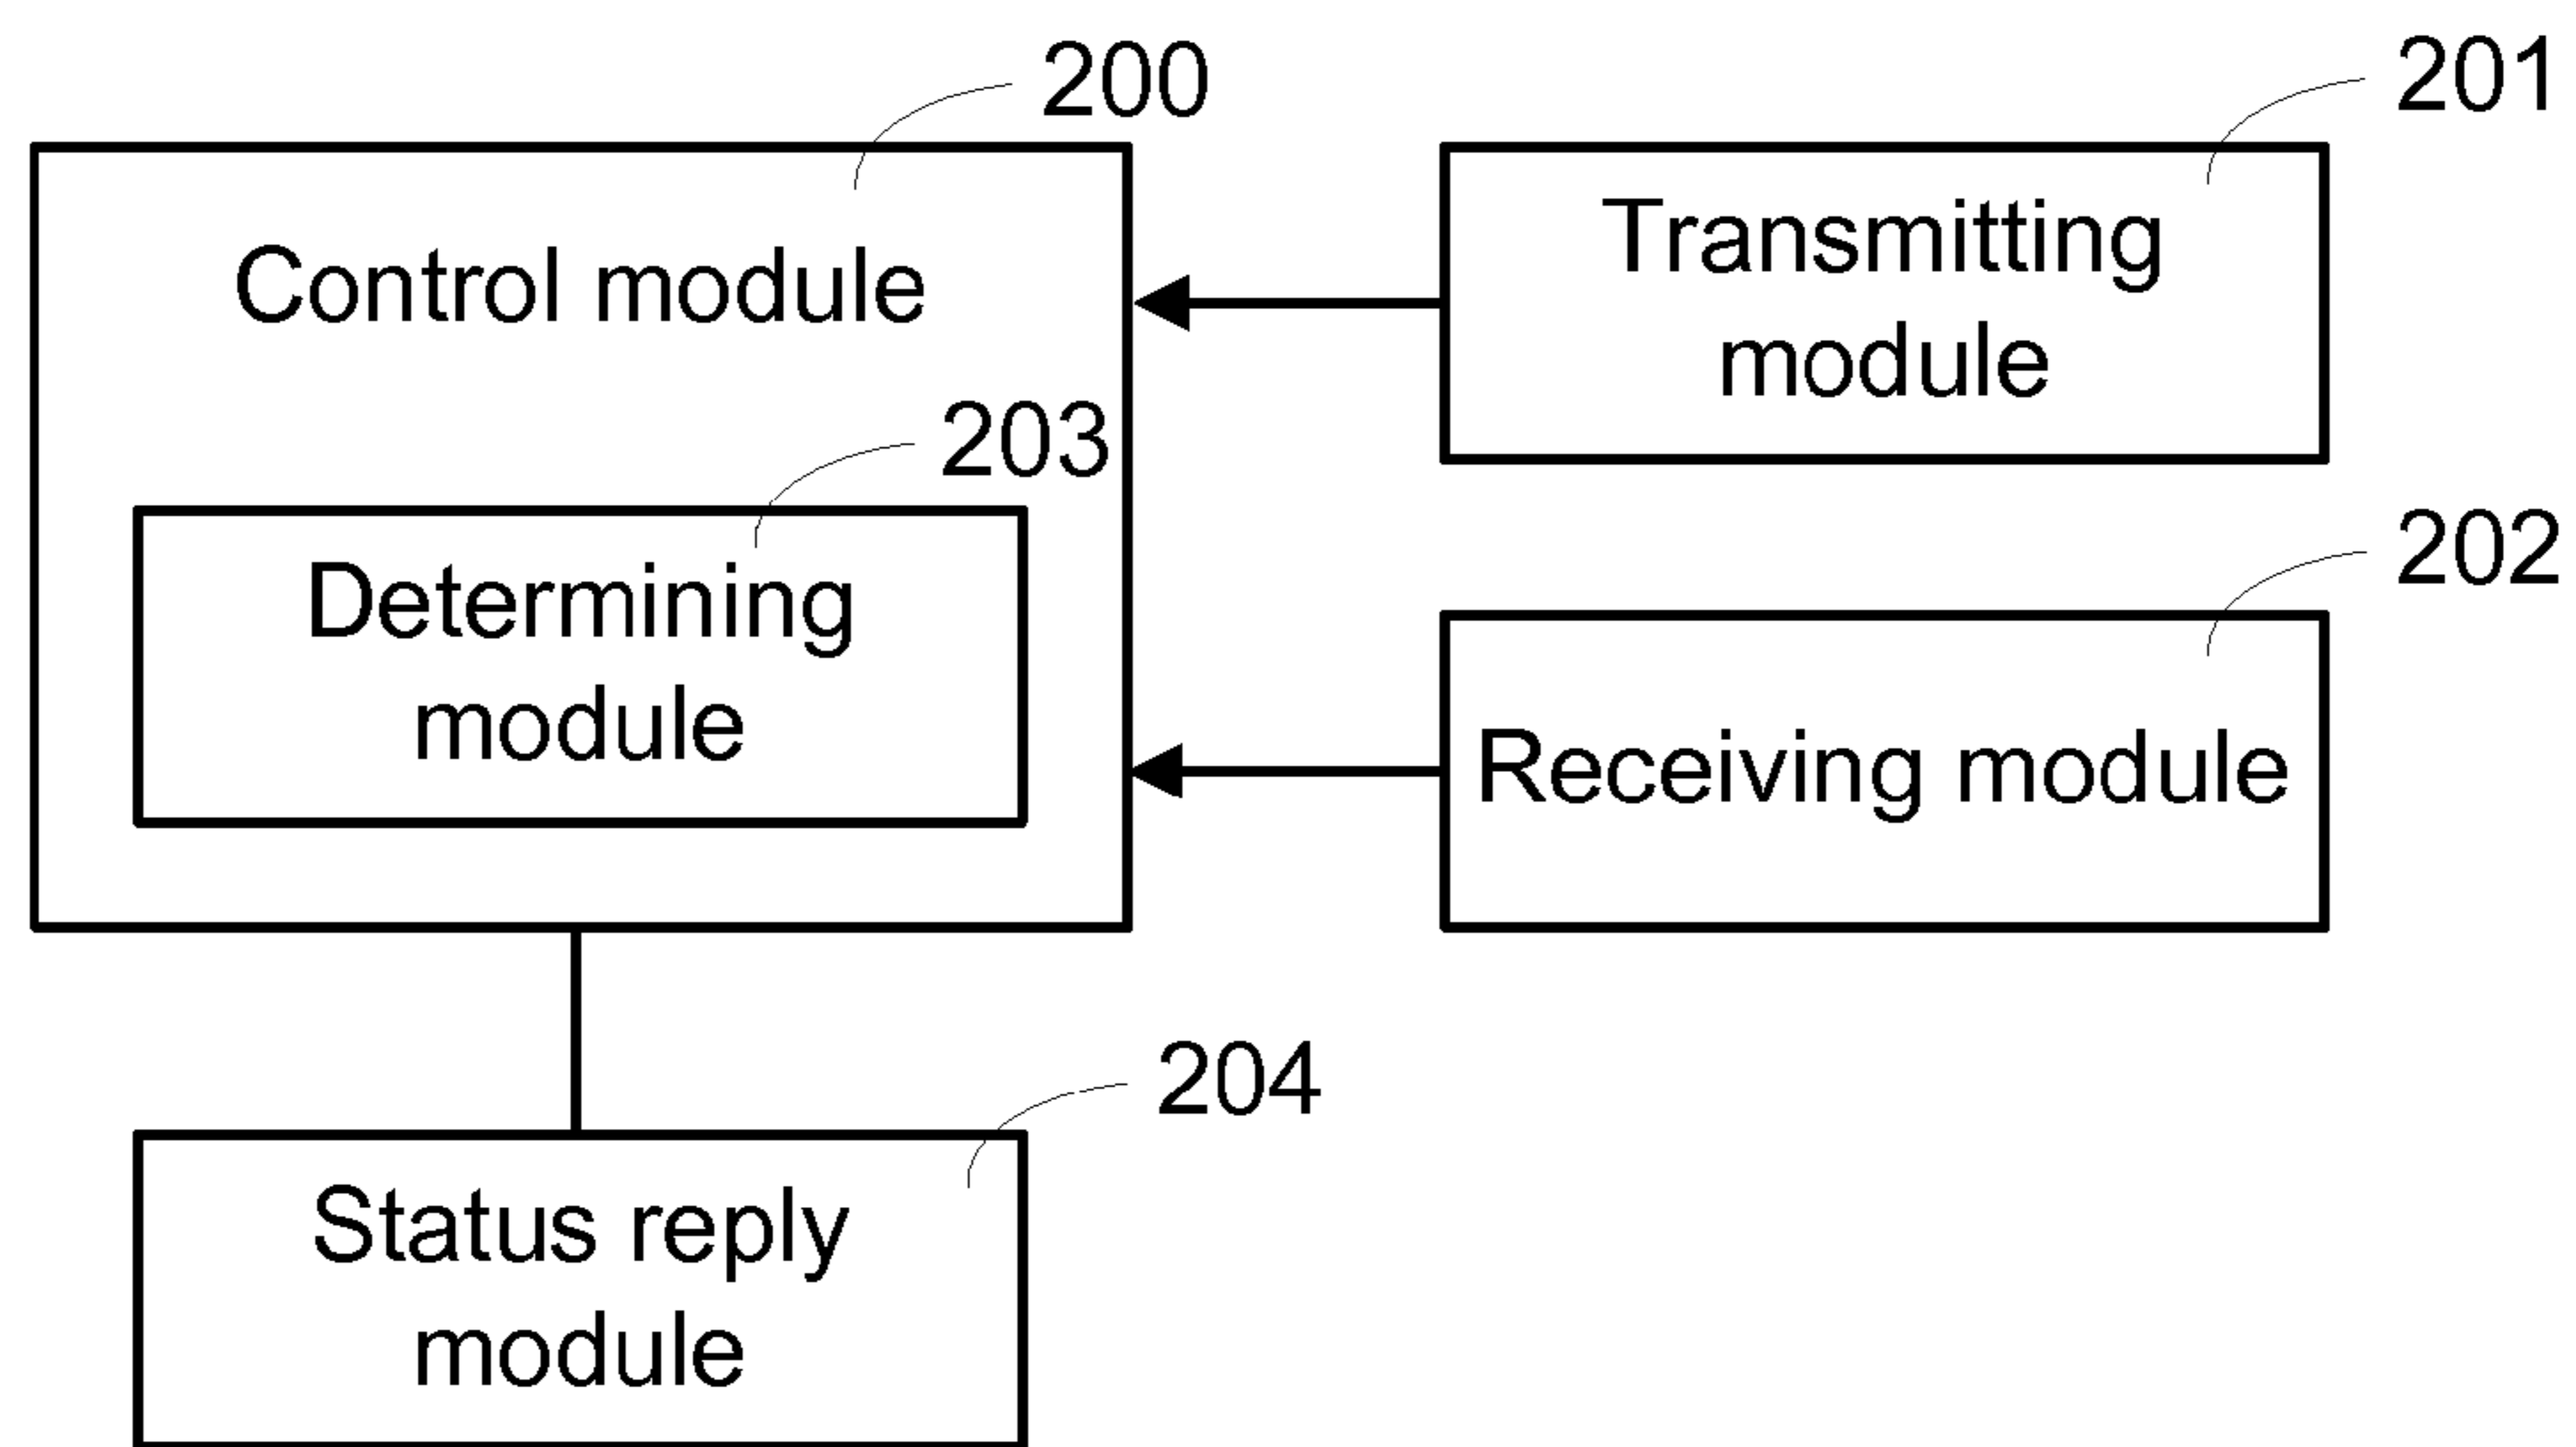 200
201
Control module
Transmitting
module
203
202
Determining
module
Receiving module
204
Status reply
module